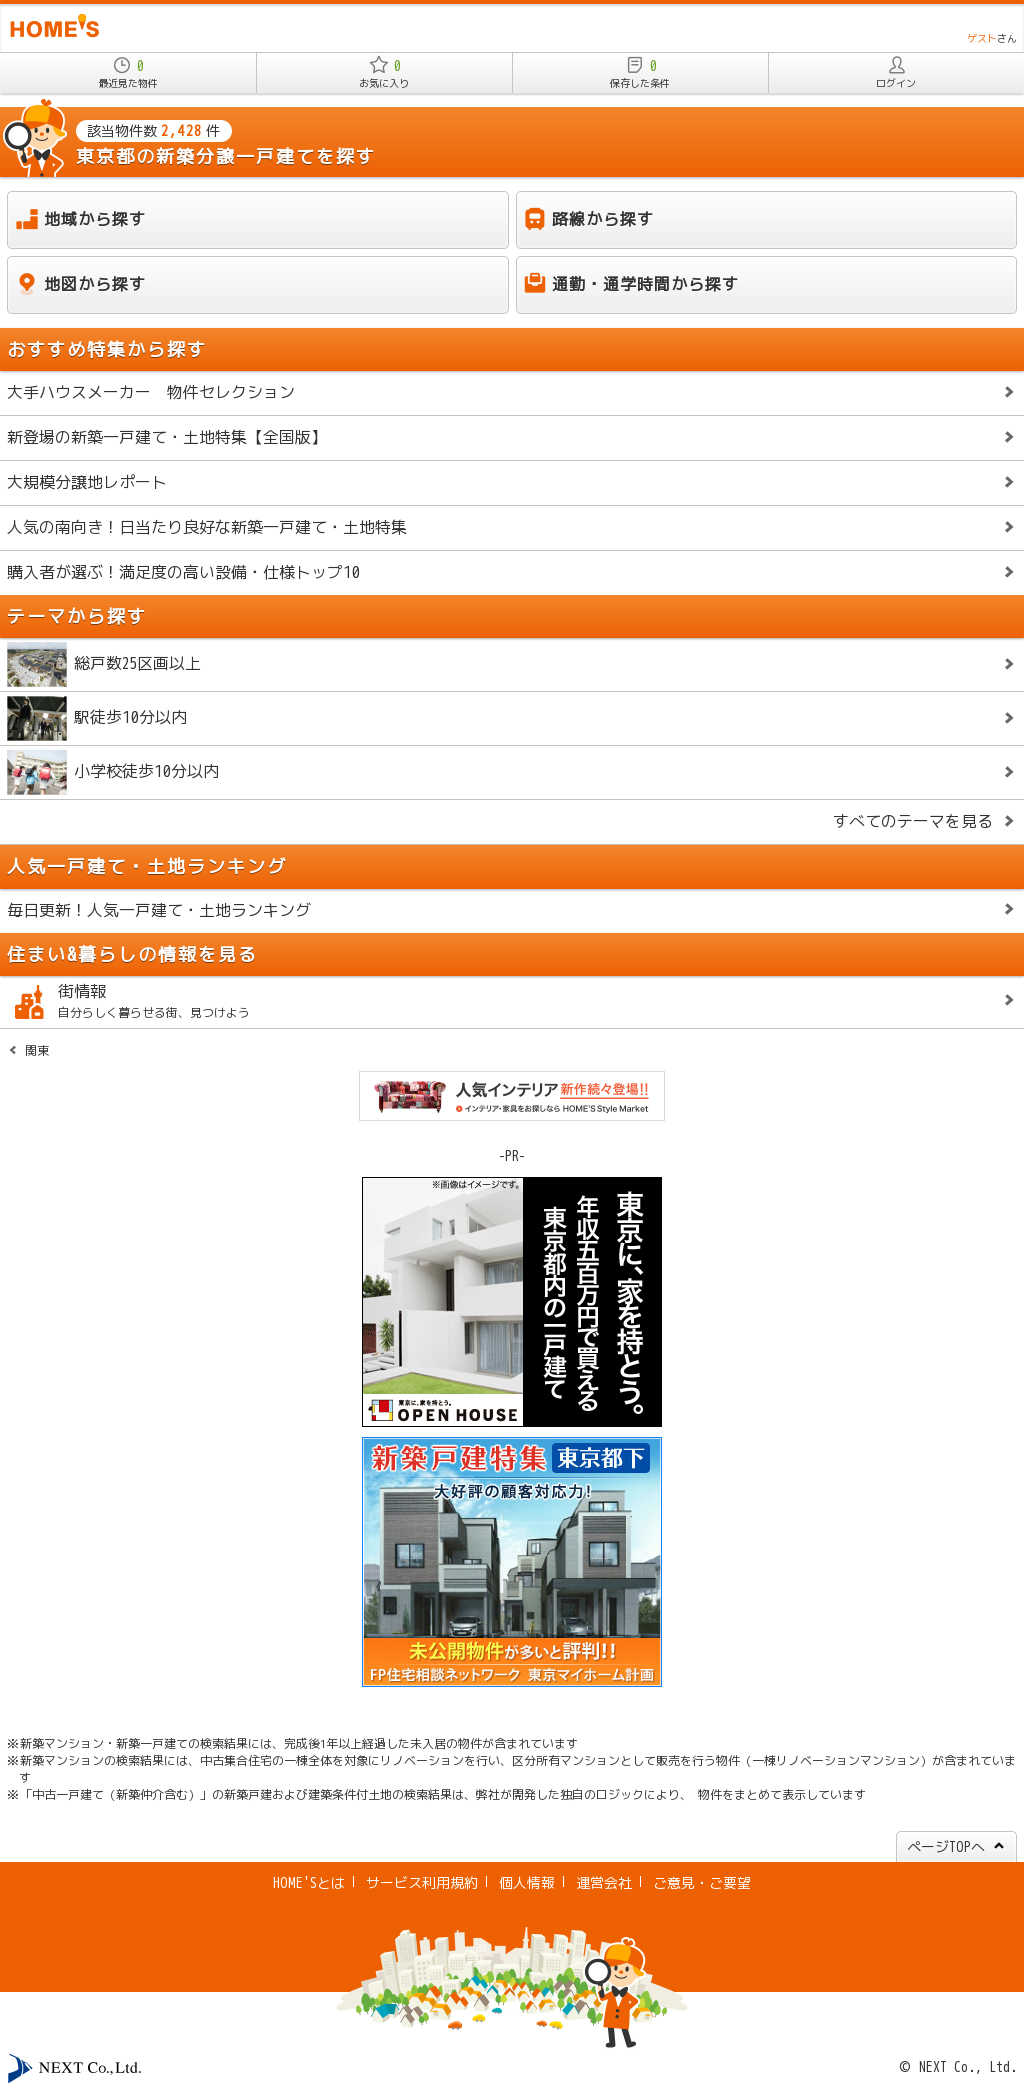 HOME'S
ゲストさん
0
最近見た物件
0
お気に入り
0
保存した条件
ログイン
該当物件数 2,428 件
東京都の新築分譲一戸建てを探す
地域から探す
路線から探す
地図から探す
通勤・通学時間から探す
おすすめ特集から探す
大手ハウスメーカー　物件セレクション
新登場の新築一戸建て・土地特集【全国版】
大規模分譲地レポート
人気の南向き！日当たり良好な新築一戸建て・土地特集
購入者が選ぶ！満足度の高い設備・仕様トップ10
テーマから探す
総戸数25区画以上
駅徒歩10分以内
小学校徒歩10分以内
すべてのテーマを見る
人気一戸建て・土地ランキング
毎日更新！人気一戸建て・土地ランキング
住まい&暮らしの情報を見る
街情報
自分らしく暮らせる街、見つけよう
関東
人気インテリア新作続々登場!!
インテリア・家具をお探しなら HOME'S Style Market
-PR-
※画像はイメージです。
東京に、家を持とう。
年収五百万円で買える
東京都内の一戸建て
東京に、家を持とう。
OPEN HOUSE
新築戸建特集 東京都下
大好評の顧客対応力！
未公開物件が多いと評判!!
FP住宅相談ネットワーク 東京マイホーム計画
※新築マンション・新築一戸建ての検索結果には、完成後1年以上経過した未入居の物件が含まれています
※新築マンションの検索結果には、中古集合住宅の一棟全体を対象にリノベーションを行い、区分所有マンションとして販売を行う物件（一棟リノベーションマンション）が含まれていま
す
※「中古一戸建て（新築仲介含む）」の新築戸建および建築条件付土地の検索結果は、弊社が開発した独自のロジックにより、 物件をまとめて表示しています
ページTOPへ
HOME'Sとは サービス利用規約 個人情報 運営会社 ご意見・ご要望
NEXT Co.,Ltd.
© NEXT Co., Ltd.